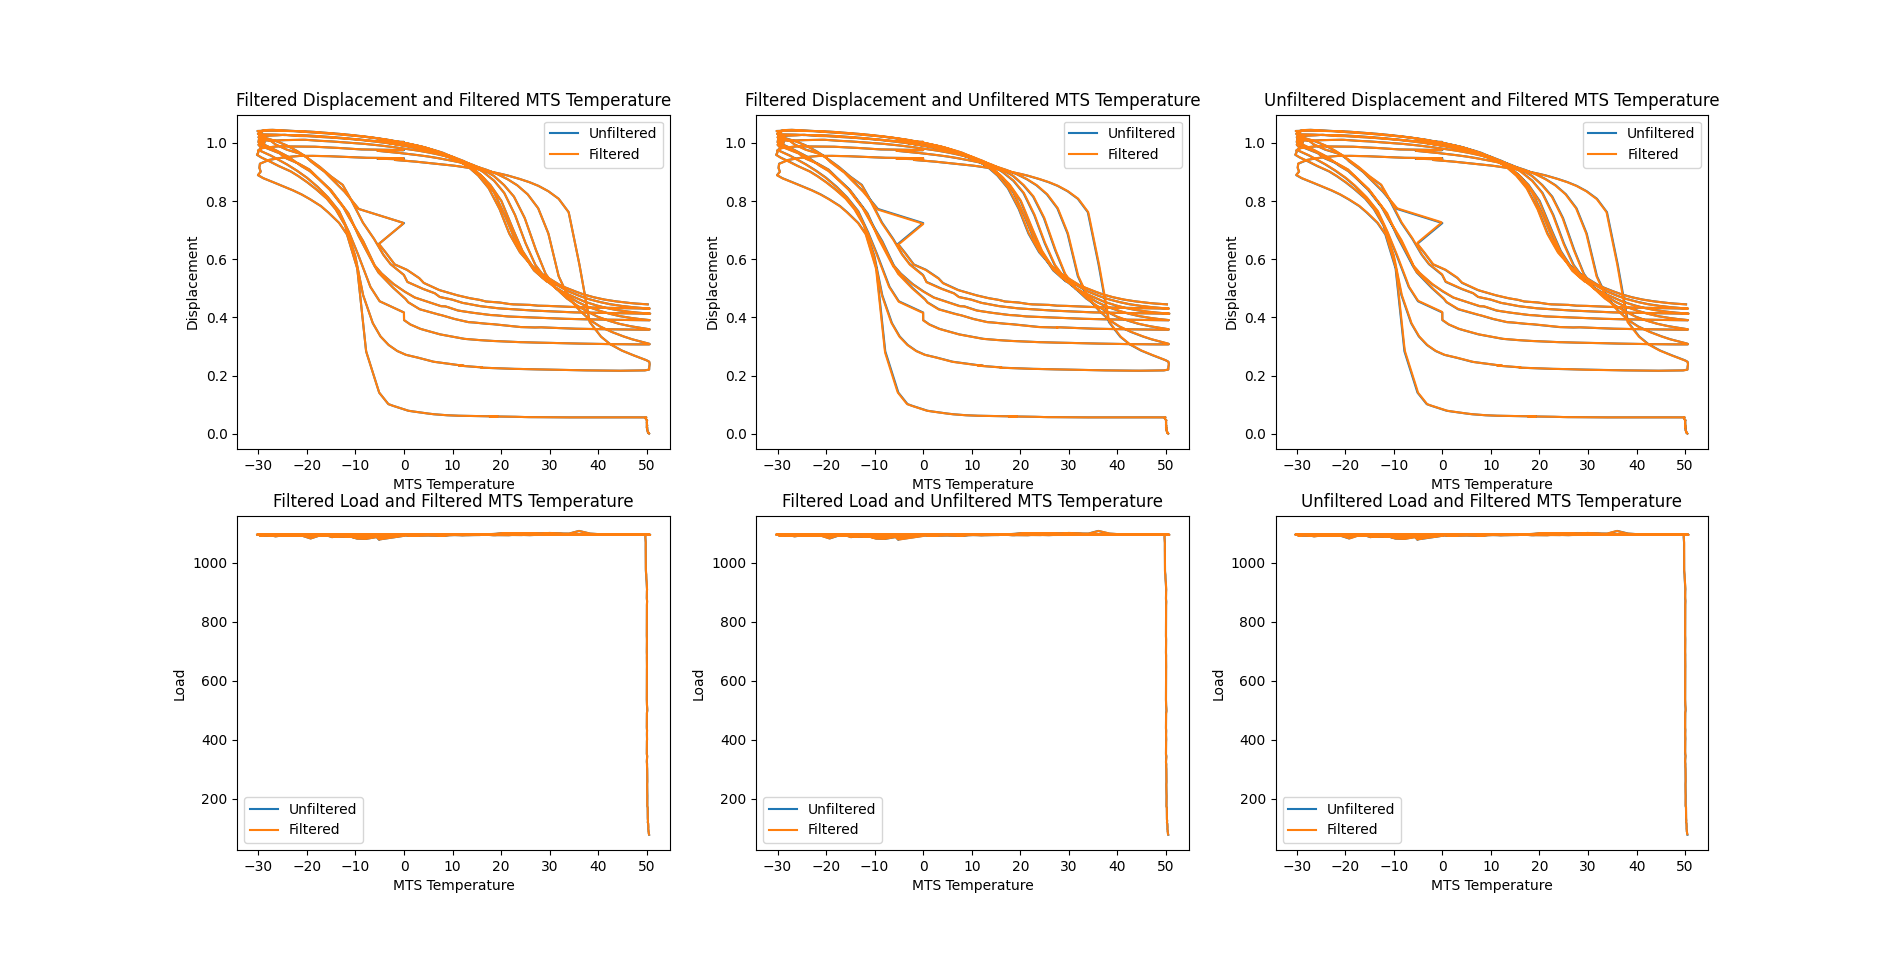 Filtered Displacement and Filtered MTS Temperature
Filtered Displacement and Unfiltered MTS Temperature
Unfiltered Displacement and Filtered MTS Temperature
Unfiltered
Filtered
Unfiltered
Filtered
Unfiltered
Filtered
Displacement
1.0
0.8
0.6
0.4
0.2
0.0
Displacement
1.0
0.8
0.6
0.4
0.2
0.0
Displacement
1.0
0.8
0.6
0.4
0.2
0.0
−30 −20 −10 0 10 20 30 40 50
−30 −20 −10 0 10 20 30 40 50
−30 −20 −10 0 10 20 30 40 50
MTS Temperature
MTS Temperature
MTS Temperature
Filtered Load and Filtered MTS Temperature
Filtered Load and Unfiltered MTS Temperature
Unfiltered Load and Filtered MTS Temperature
Load
1000
800
600
400
200
Load
1000
800
600
400
200
Load
1000
800
600
400
200
Unfiltered
Filtered
Unfiltered
Filtered
Unfiltered
Filtered
−30 −20 −10 0 10 20 30 40 50
−30 −20 −10 0 10 20 30 40 50
−30 −20 −10 0 10 20 30 40 50
MTS Temperature
MTS Temperature
MTS Temperature